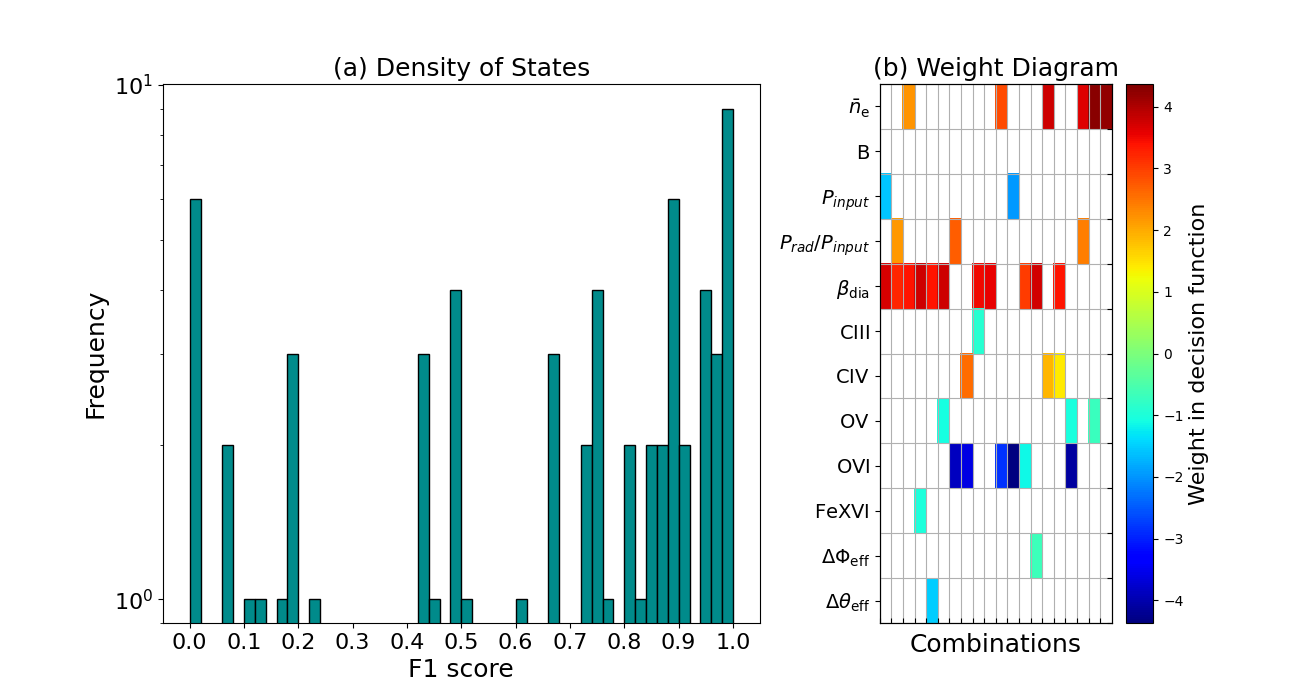 (a) Density of States
10¹
10⁰
Frequency
0.0 0.1 0.2 0.3 0.4 0.5 0.6 0.7 0.8 0.9 1.0
F1 score
(b) Weight Diagram
n̄e
B
Pinput
Prad/Pinput
βdia
CIII
CIV
OV
OVI
FeXVI
ΔΦeff
Δθeff
Combinations
4
3
2
1
0
−1
−2
−3
−4
Weight in decision function